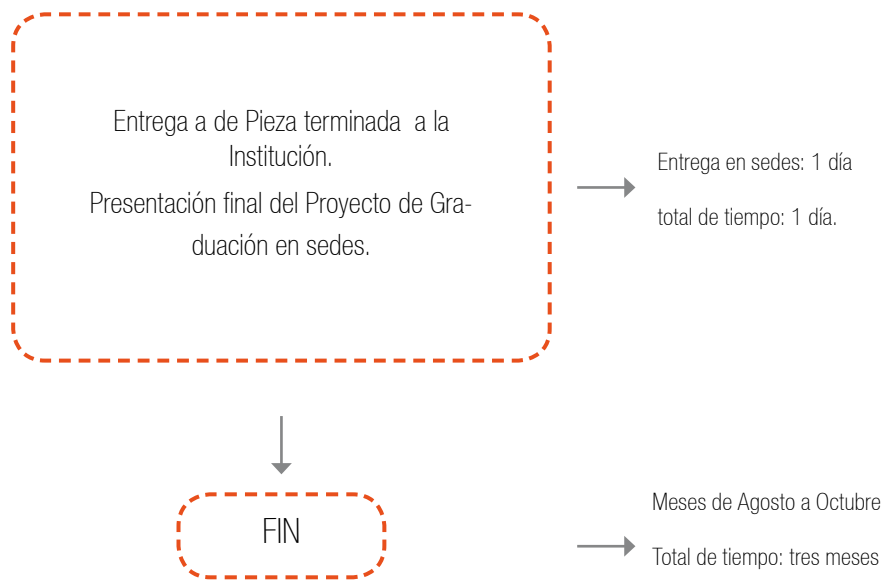 Entrega a de Pieza terminada a la
Institución.
Presentación final del Proyecto de Gra-
duación en sedes.
Entrega en sedes: 1 día
total de tiempo: 1 día.
FIN
Meses de Agosto a Octubre
Total de tiempo: tres meses